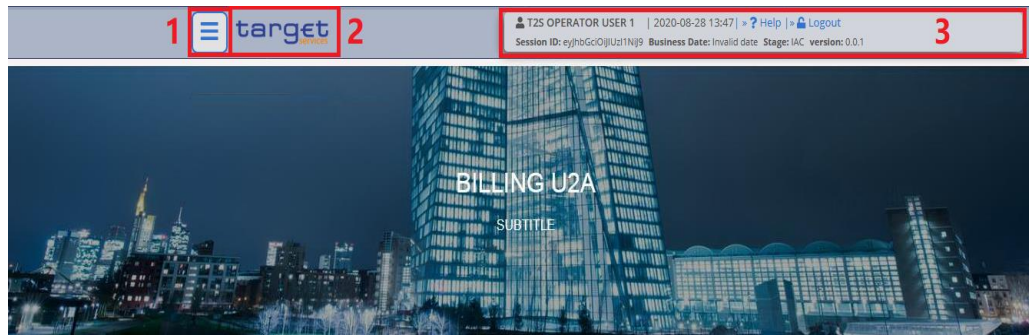 1
target
services
2
T2S OPERATOR USER 1 | 2020-08-28 13:47| » ? Help |» Logout
Session ID: eyJhbGciOiJIUzI1NiJ9 Business Date: Invalid date Stage: IAC version: 0.0.1
3
BILLING U2A
SUBTITLE